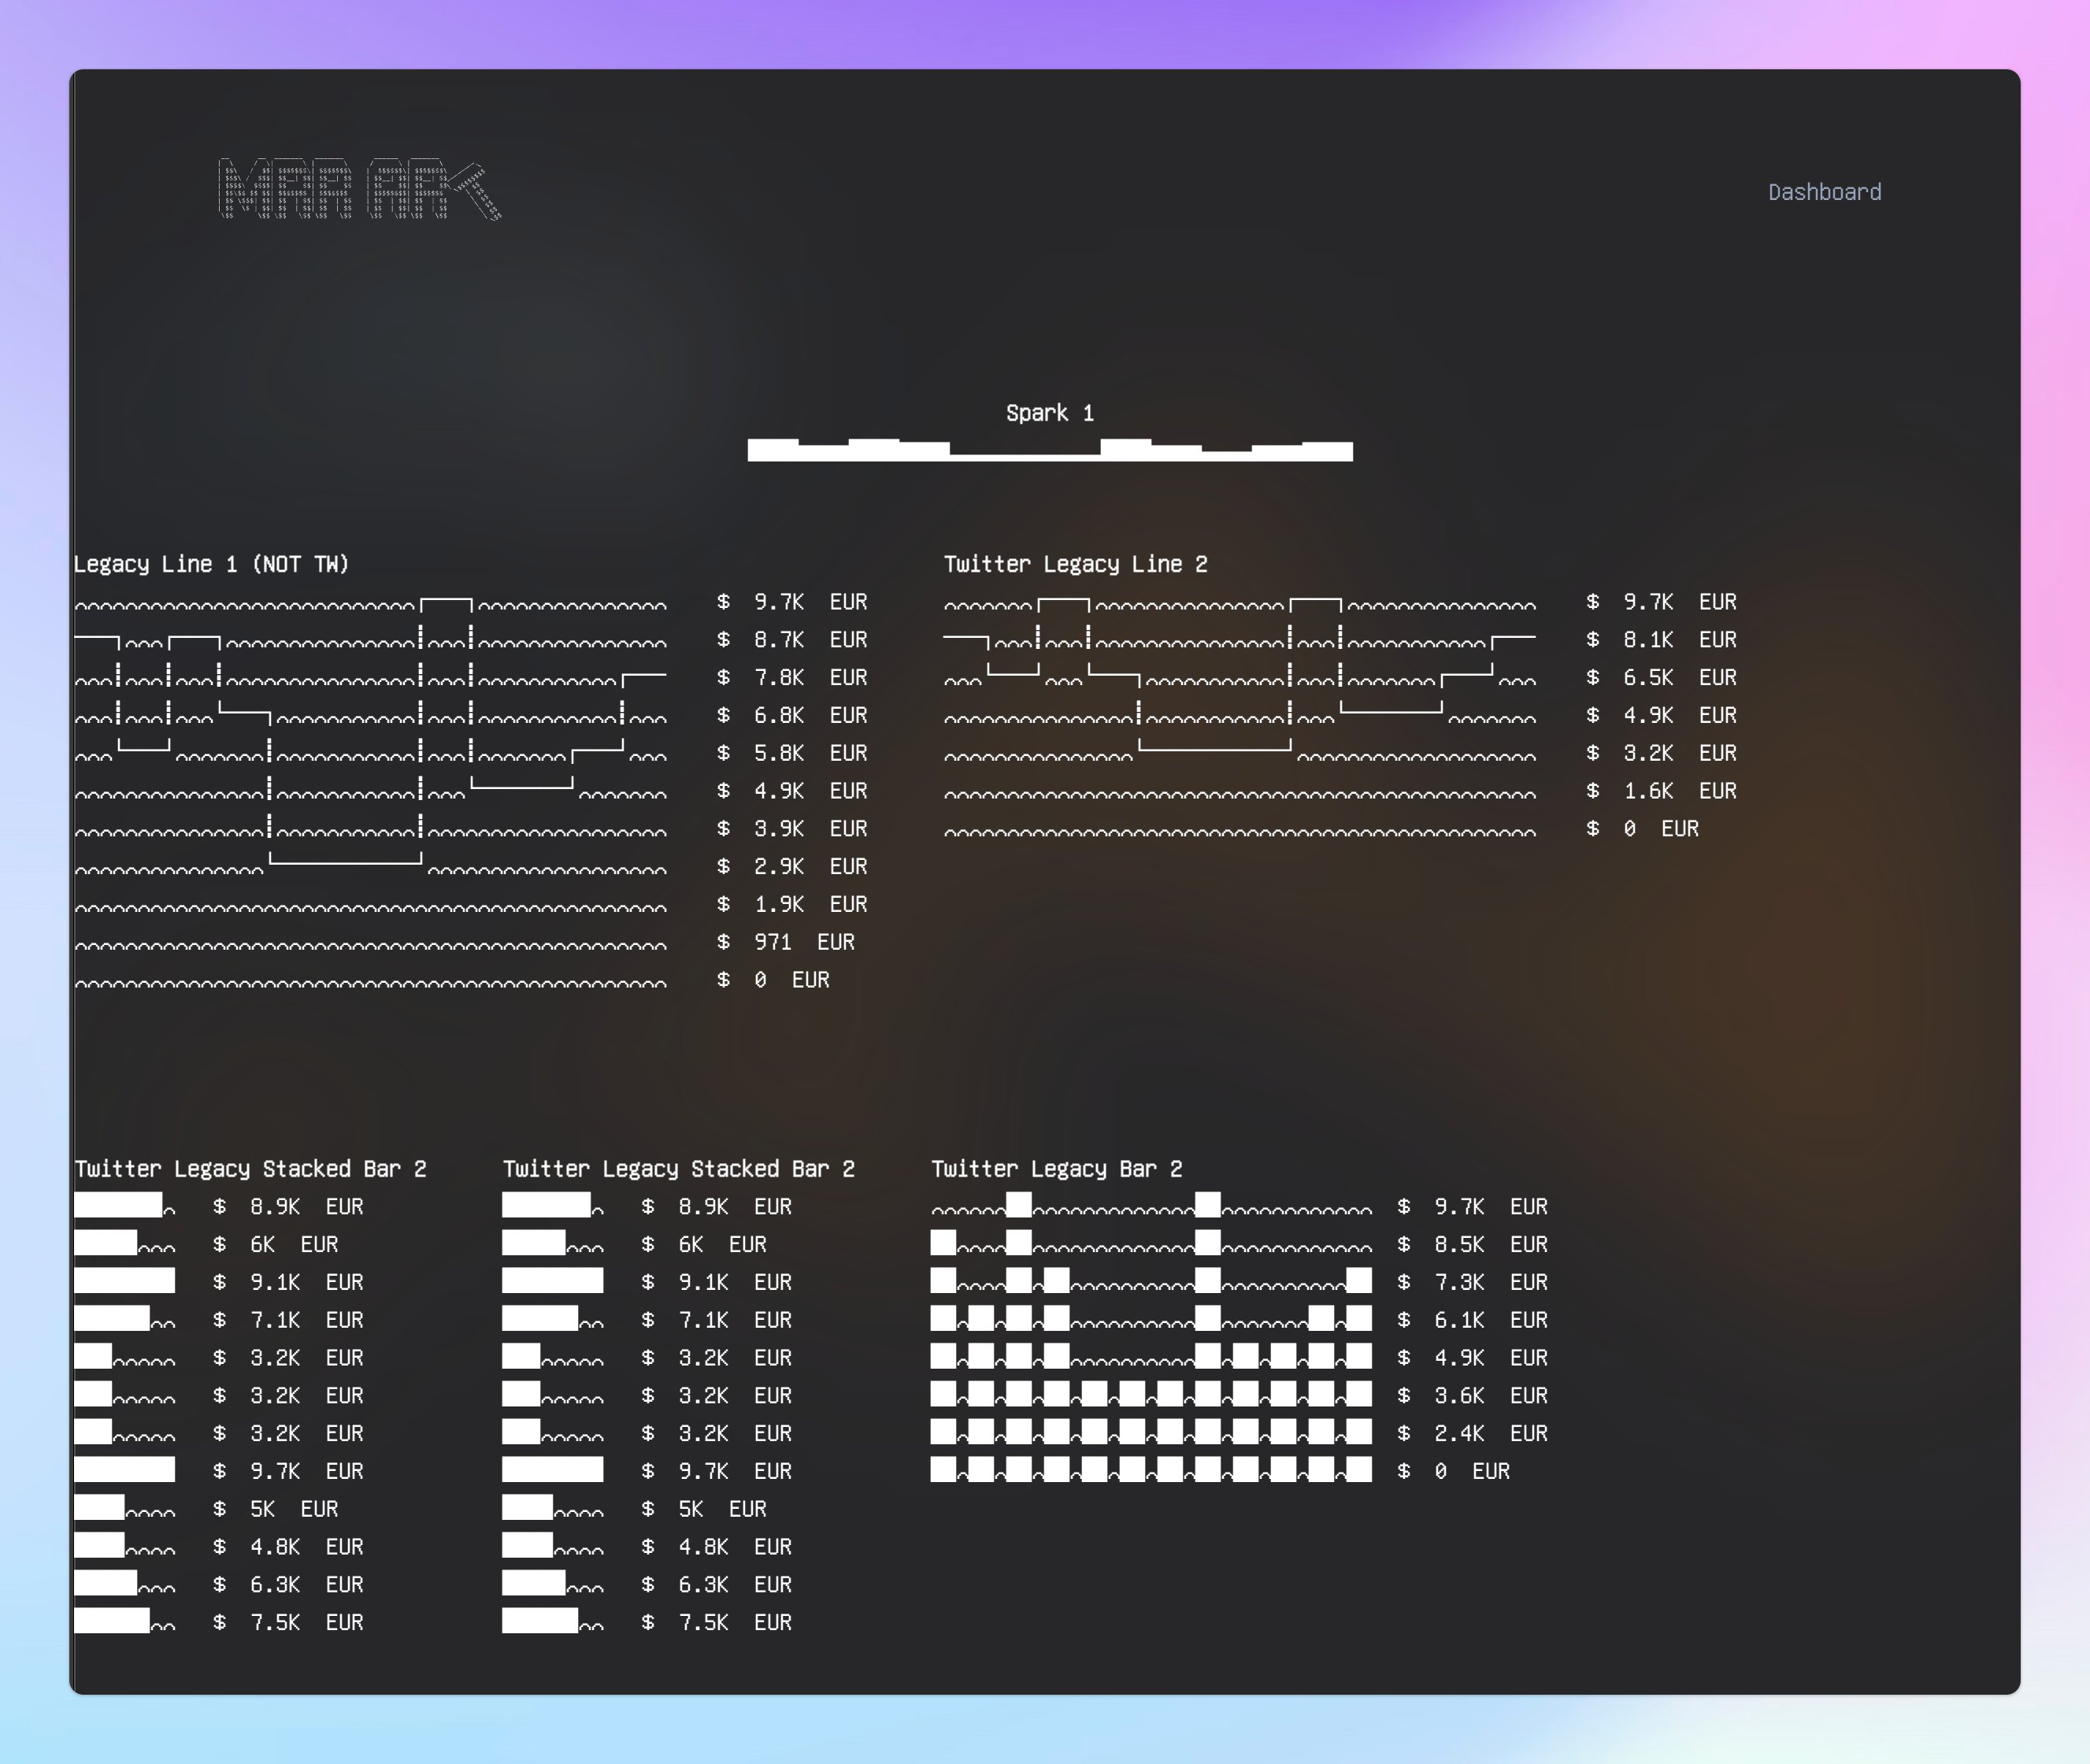 Dashboard
Spark 1
Legacy Line 1 (NOT TW)
$ 9.7K EUR
$ 8.7K EUR
$ 7.8K EUR
$ 6.8K EUR
$ 5.8K EUR
$ 4.9K EUR
$ 3.9K EUR
$ 2.9K EUR
$ 1.9K EUR
$ 971 EUR
$ 0 EUR
Twitter Legacy Line 2
$ 9.7K EUR
$ 8.1K EUR
$ 6.5K EUR
$ 4.9K EUR
$ 3.2K EUR
$ 1.6K EUR
$ 0 EUR
Twitter Legacy Stacked Bar 2
$ 8.9K EUR
$ 6K EUR
$ 9.1K EUR
$ 7.1K EUR
$ 3.2K EUR
$ 3.2K EUR
$ 3.2K EUR
$ 9.7K EUR
$ 5K EUR
$ 4.8K EUR
$ 6.3K EUR
$ 7.5K EUR
Twitter Legacy Stacked Bar 2
$ 8.9K EUR
$ 6K EUR
$ 9.1K EUR
$ 7.1K EUR
$ 3.2K EUR
$ 3.2K EUR
$ 3.2K EUR
$ 9.7K EUR
$ 5K EUR
$ 4.8K EUR
$ 6.3K EUR
$ 7.5K EUR
Twitter Legacy Bar 2
$ 9.7K EUR
$ 8.5K EUR
$ 7.3K EUR
$ 6.1K EUR
$ 4.9K EUR
$ 3.6K EUR
$ 2.4K EUR
$ 0 EUR